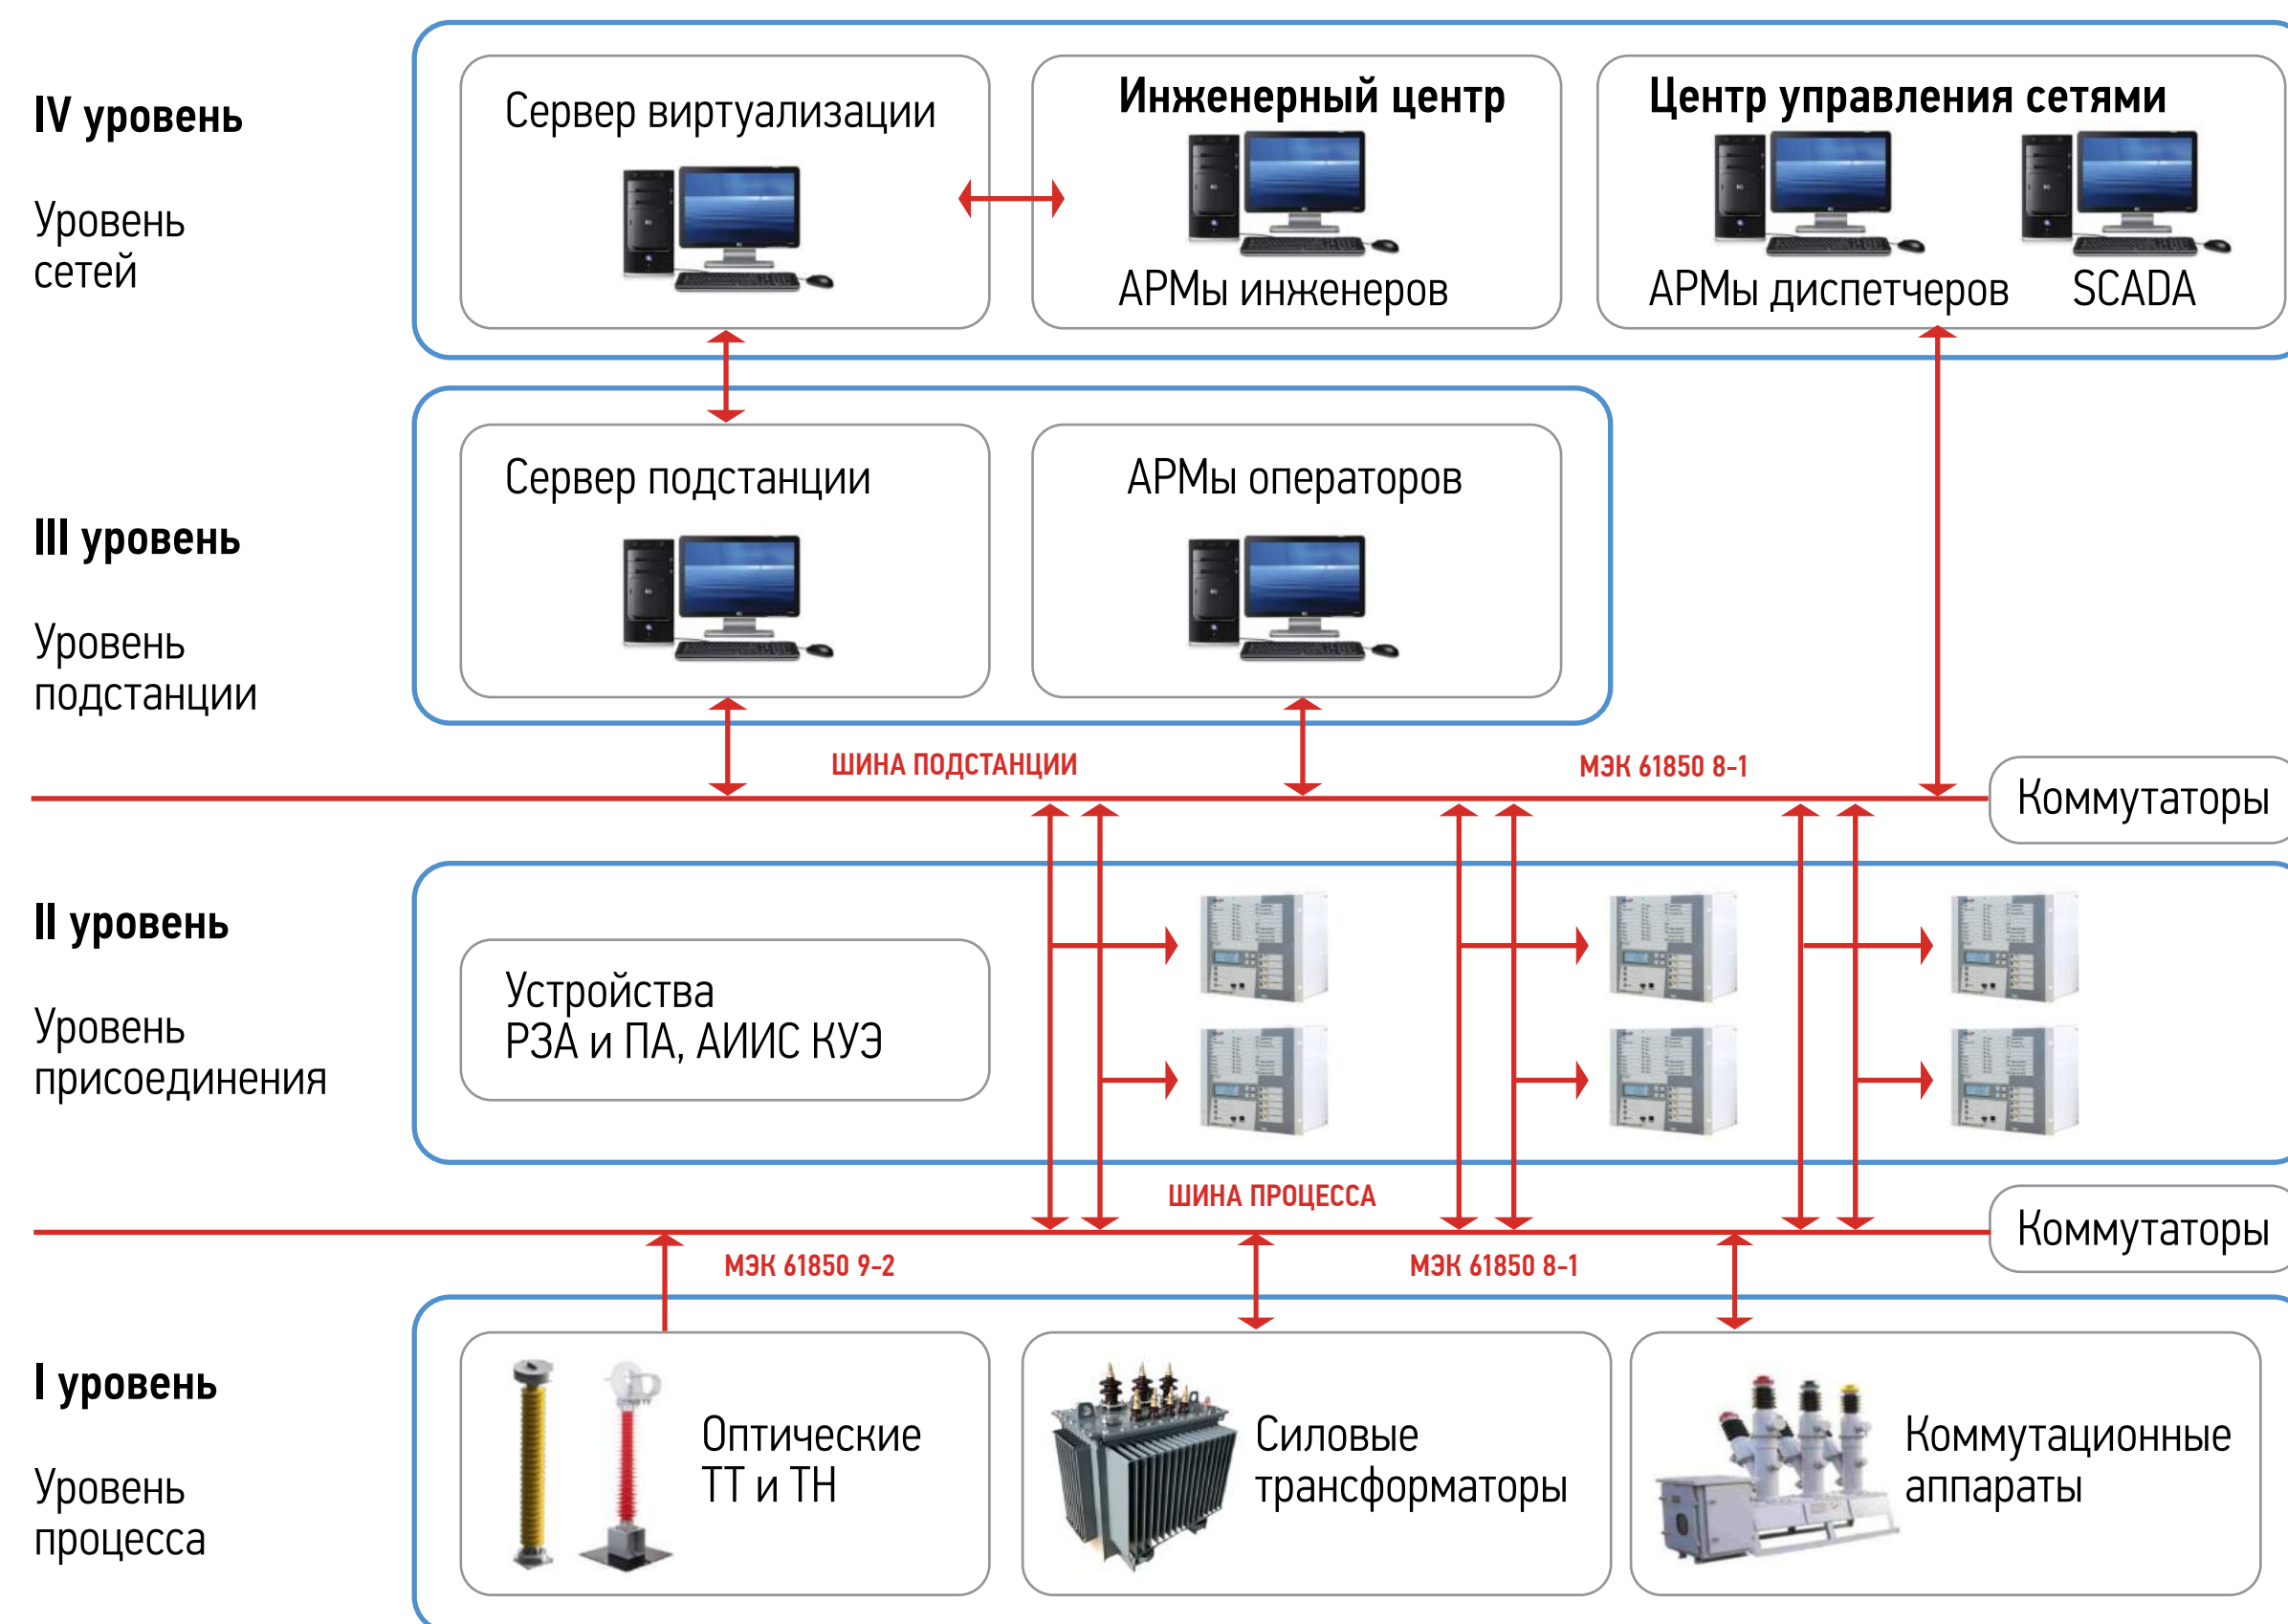 IV уровень
Уровень
сетей
Сервер виртуализации
Инженерный центр
АРМы инженеров
Центр управления сетями
АРМы диспетчеров
SCADA
III уровень
Уровень
подстанции
Сервер подстанции
АРМы операторов
ШИНА ПОДСТАНЦИИ
МЭК 61850 8-1
Коммутаторы
II уровень
Уровень
присоединения
Устройства
РЗА и ПА, АИИС КУЭ
ШИНА ПРОЦЕССА
Коммутаторы
МЭК 61850 9-2
МЭК 61850 8-1
I уровень
Уровень
процесса
Оптические
ТТ и ТН
Силовые
трансформаторы
Коммутационные
аппараты